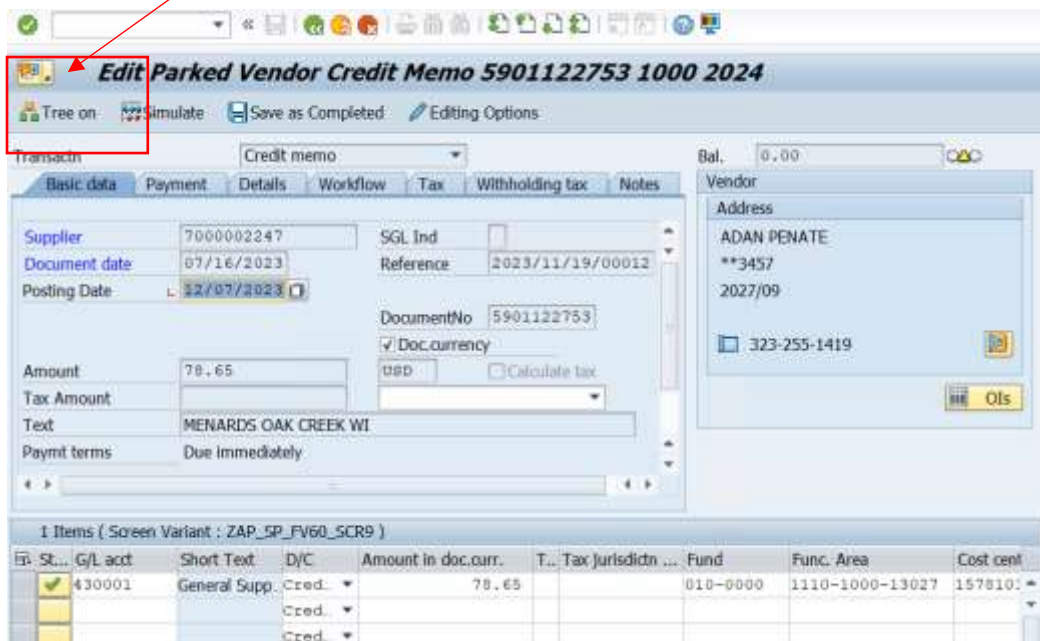 Edit Parked Vendor Credit Memo 5901122753 1000 2024
Tree on Simulate Save as Completed Editing Options
Transactn Credit memo Bal. 0.00
Basic data Payment Details Workflow Tax Withholding tax Notes Vendor
Address
Supplier 7000002247 SGL Ind ADAN PENATE
Document date 07/16/2023 Reference 2023/11/19/00012 **3457
Posting Date 12/07/2023 2027/09
DocumentNo 5901122753
Doc.currency 323-255-1419
Amount 78.65 USD Calculate tax
Tax Amount OIs
Text MENARDS OAK CREEK WI
Paymt terms Due immediately
1 Items ( Screen Variant : ZAP_SP_FV60_SCR9 )
St... G/L acct Short Text D/C Amount in doc.curr. T.. Tax Jurisdictn ... Fund Func. Area Cost cent
430001 General Supp. Cred. 78.65 010-0000 1110-1000-13027 157810
Cred.
Cred.